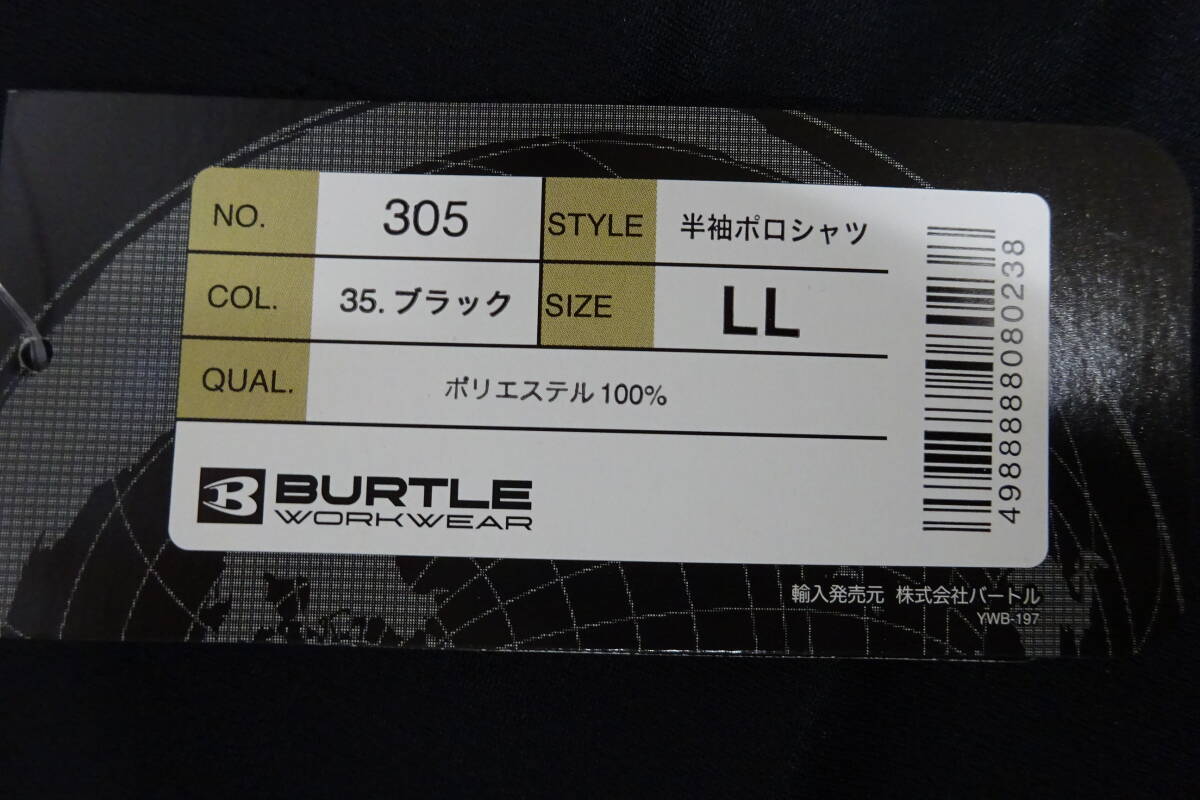 NO. 305 STYLE 半袖ポロシャツ
COL. 35. ブラック SIZE LL
QUAL. ポリエステル100%
B BURTLE
WORKWEAR
4988888080238
輸入発売元 株式会社バートル
YWB-197